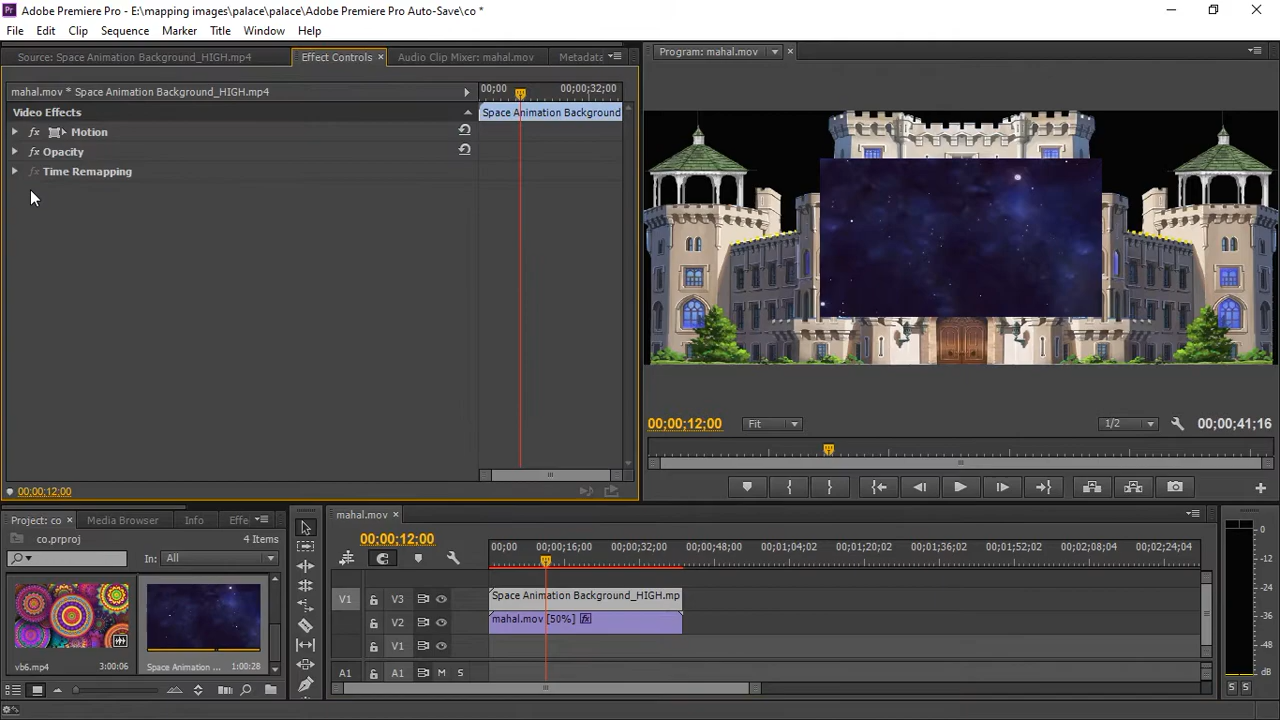 Adobe Premiere Pro - E:\mapping images\palace\palace\Adobe Premiere Pro Auto-Save\co *
File Edit Clip Sequence Marker Title Window Help
Source: Space Animation Background_HIGH.mp4 Effect Controls Audio Clip Mixer: mahal.mov Metadata
Program: mahal.mov
mahal.mov * Space Animation Background_HIGH.mp4
00;00 00;00;32;00
Video Effects
Space Animation Background
fx Motion
fx Opacity
fx Time Remapping
00;00;12;00 Fit 1/2 00;00;41;16
00;00;12;00
Project: co Media Browser Info Effe
co.prproj 4 Items
In: All
vb6.mp4 3:00:06
Space Animation ... 1:00:28
mahal.mov
00;00;12;00
00;00 00;00;16;00 00;00;32;00 00;00;48;00 00;01;04;02 00;01;20;02 00;01;36;02 00;01;52;02 00;02;08;04 00;02;24;04
V1 V3 Space Animation Background_HIGH.mp
V2 mahal.mov [50%] fx
V1
A1 A1 M S
0
-12
-24
-36
-48
dB
S S